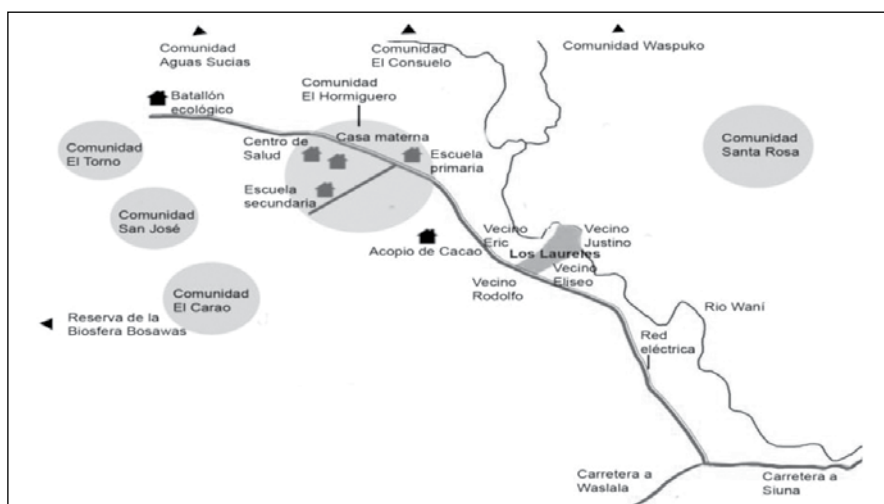 Comunidad
Aguas Sucias
Comunidad
El Consuelo
Comunidad Waspuko
Batallón
ecológico
Comunidad
El Hormiguero
Casa materna
Centro de
Salud
Escuela
primaria
Comunidad
El Torno
Comunidad
Santa Rosa
Escuela
secundaria
Comunidad
San José
Acopio de Cacao
Vecino
Eric
Vecino
Justino
Los Laureles
Vecino
Eliseo
Vecino
Rodolfo
Comunidad
El Carao
Reserva de la
Biosfera Bosawas
Rio Waní
Red
eléctrica
Carretera a
Waslala
Carretera a
Siuna